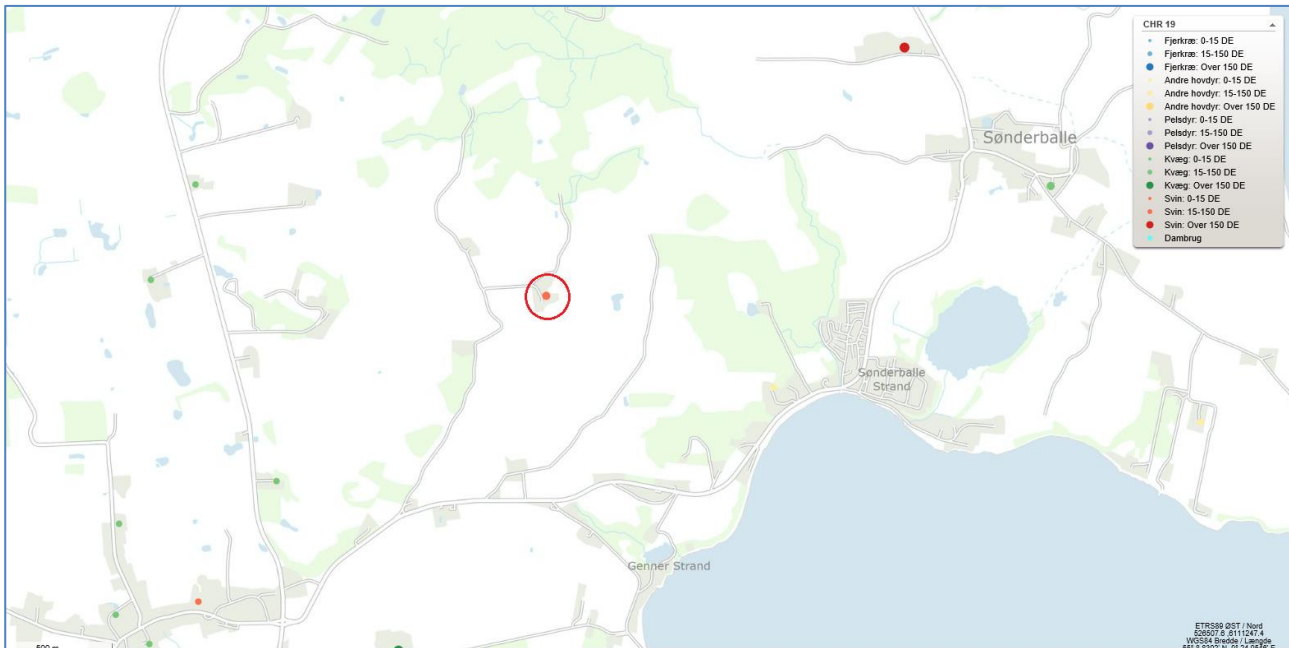 CHR 19
Fjerkræ: 0-15 DE
Fjerkræ: 15-150 DE
Fjerkræ: Over 150 DE
Andre hovdyr: 0-15 DE
Andre hovdyr: 15-150 DE
Andre hovdyr: Over 150 DE
Pelsdyr: 0-15 DE
Pelsdyr: 15-150 DE
Pelsdyr: Over 150 DE
Kvæg: 0-15 DE
Kvæg: 15-150 DE
Kvæg: Over 150 DE
Svin: 0-15 DE
Svin: 15-150 DE
Svin: Over 150 DE
Dambrug
Sønderballe
Sønderballe
Strand
Genner Strand
500 m
ETRS89 ØST / Nord
526507.6 ,6111247.4
WGS84 Bredde / Længde